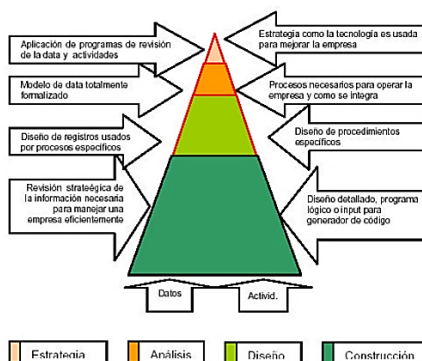 Aplicación de programas de revisión
de la data y actividades
Estrategia como la tecnología es usada
para mejorar la empresa
Modelo de data totalmente
formalizado
Procesos necesarios para operar la
empresa y como se integra
Diseño de registros usados
por procesos específicos
Diseño de procedimientos
específicos
Revisión strateégica de
la información necesaria
para manejar una
empresa eficientemente
Diseño detallado, programa
lógico o input para
generador de código
Datos
Activid.
Estrategia
Análisis
Diseño
Construcción